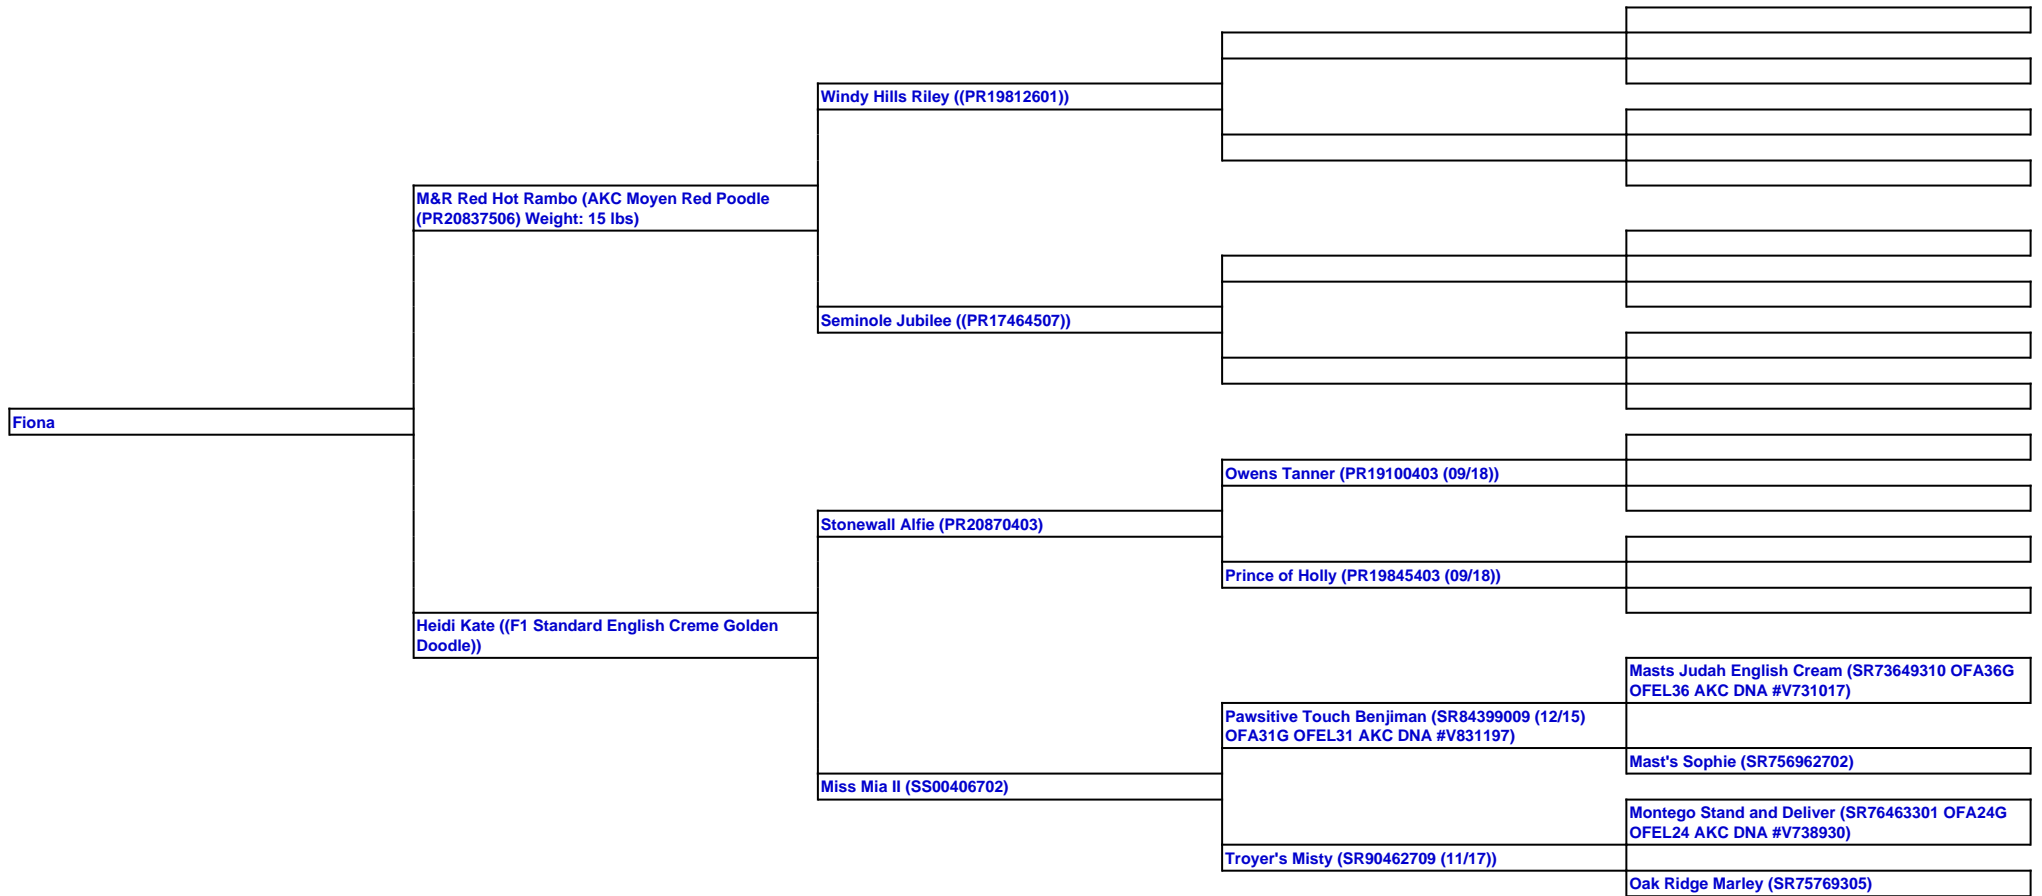 Windy Hills Riley ((PR19812601))
M&R Red Hot Rambo (AKC Moyen Red Poodle
(PR20837506) Weight: 15 lbs)
Seminole Jubilee ((PR17464507))
Fiona
Owens Tanner (PR19100403 (09/18))
Stonewall Alfie (PR20870403)
Prince of Holly (PR19845403 (09/18))
Heidi Kate ((F1 Standard English Creme Golden
Doodle))
Masts Judah English Cream (SR73649310 OFA36G
OFEL36 AKC DNA #V731017)
Pawsitive Touch Benjiman (SR84399009 (12/15)
OFA31G OFEL31 AKC DNA #V831197)
Mast's Sophie (SR756962702)
Miss Mia II (SS00406702)
Montego Stand and Deliver (SR76463301 OFA24G
OFEL24 AKC DNA #V738930)
Troyer's Misty (SR90462709 (11/17))
Oak Ridge Marley (SR75769305)